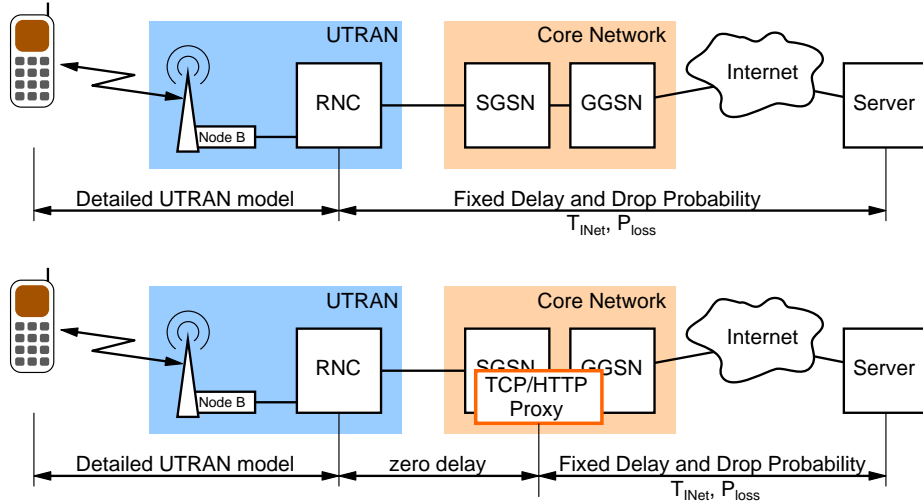 UTRAN
Core Network
Internet
RNC
SGSN
GGSN
Server
Node B
Detailed UTRAN model
Fixed Delay and Drop Probability
T_INet, P_loss
UTRAN
Core Network
Internet
RNC
SGSN
GGSN
Server
TCP/HTTP
Proxy
Node B
Detailed UTRAN model
zero delay
Fixed Delay and Drop Probability
T_INet, P_loss